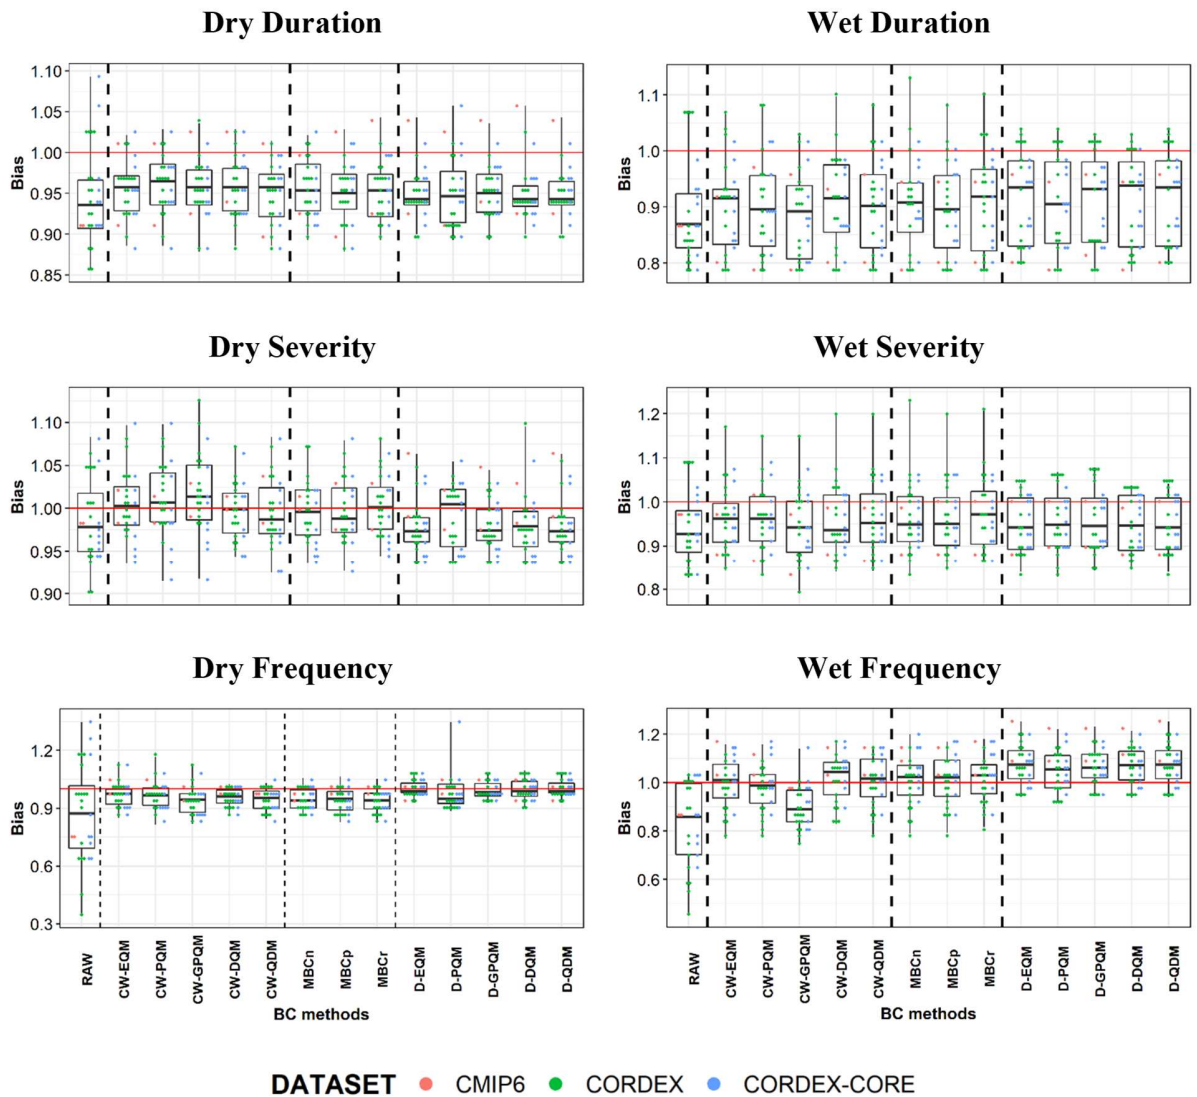 Dry Duration
Wet Duration
Bias
1.10
1.05
1.00
0.95
0.90
0.85
Bias
1.1
1.0
0.9
0.8
Dry Severity
Wet Severity
Bias
1.10
1.05
1.00
0.95
0.90
Bias
1.2
1.0
0.9
0.8
Dry Frequency
Wet Frequency
Bias
1.2
0.9
0.6
0.3
RAW
CW-EQM
CW-PQM
CW-GPQM
CW-DQM
CW-QDM
MBCn
MBCp
MBCr
D-EQM
D-PQM
D-GPQM
D-DQM
D-QDM
BC methods
Bias
1.2
1.0
0.8
0.6
RAW
CW-EQM
CW-PQM
CW-GPQM
CW-DQM
CW-QDM
MBCn
MBCp
MBCr
D-EQM
D-PQM
D-GPQM
D-DQM
D-QDM
BC methods
DATASET CMIP6 CORDEX CORDEX-CORE